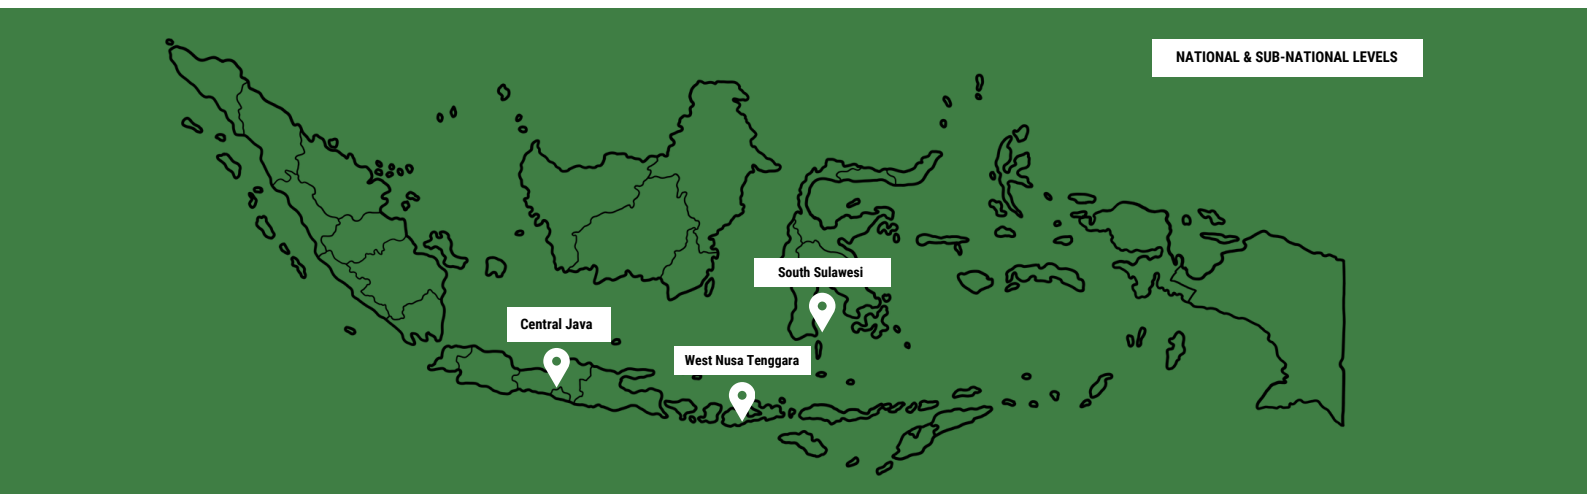 NATIONAL & SUB-NATIONAL LEVELS
South Sulawesi
Central Java
West Nusa Tenggara